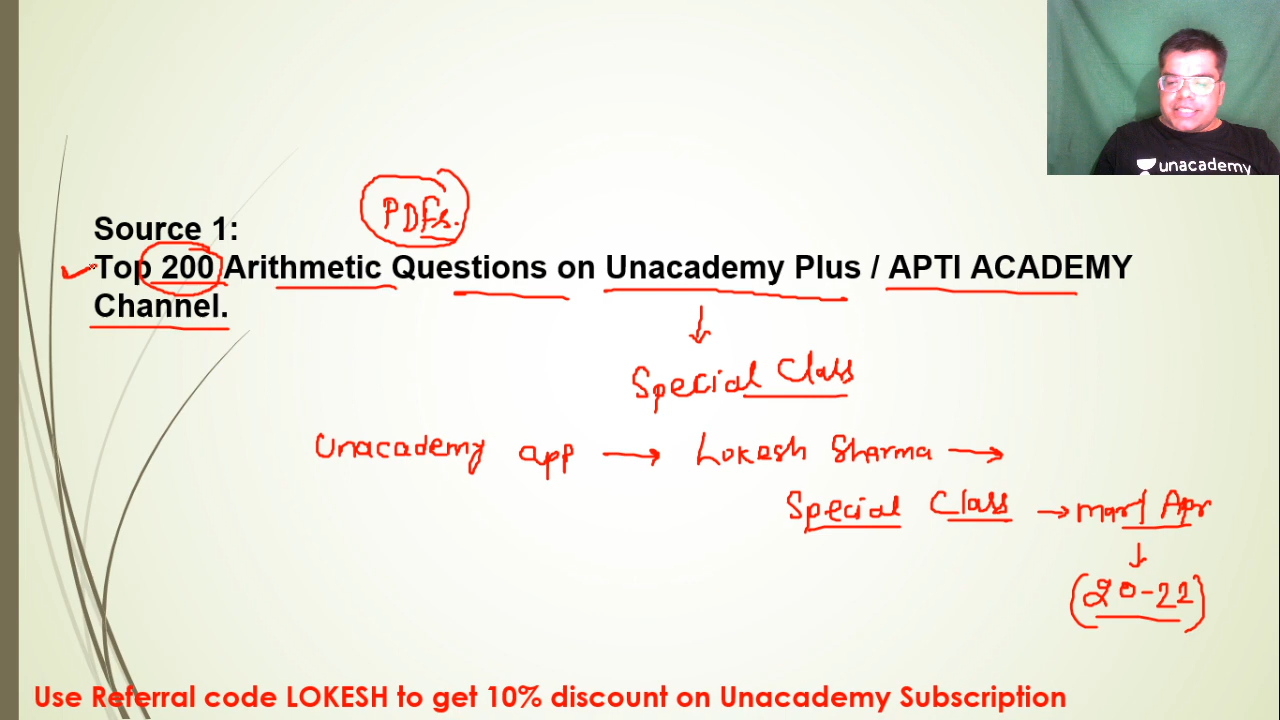 unacademy
PDFs.
Source 1:
Top 200 Arithmetic Questions on Unacademy Plus / APTI ACADEMY
Channel.
Special Class
Unacademy app → Lokesh Sharma →
Special Class → Mar/ Apr
(20-22)
Use Referral code LOKESH to get 10% discount on Unacademy Subscription